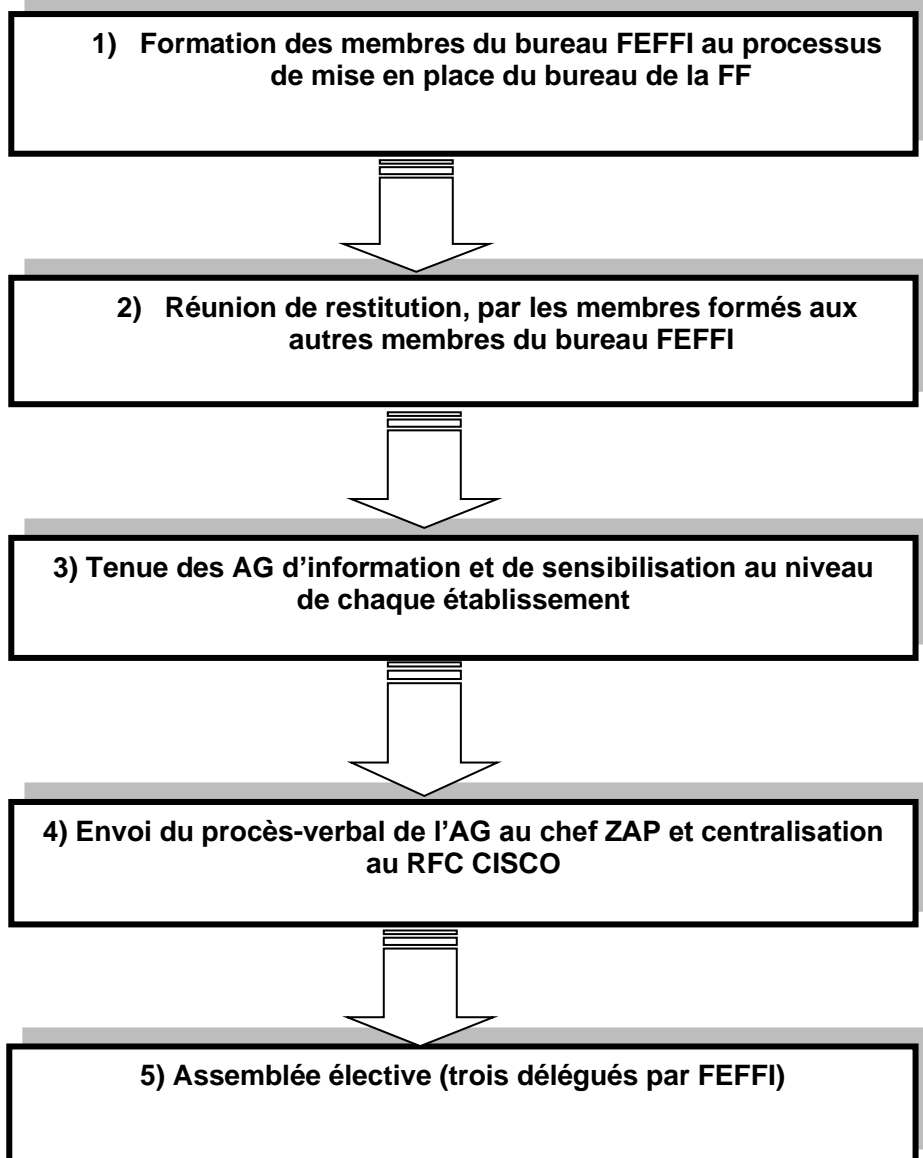 1) Formation des membres du bureau FEFFI au processus
de mise en place du bureau de la FF
2) Réunion de restitution, par les membres formés aux
autres membres du bureau FEFFI
3) Tenue des AG d’information et de sensibilisation au niveau
de chaque établissement
4) Envoi du procès-verbal de l’AG au chef ZAP et centralisation
au RFC CISCO
5) Assemblée élective (trois délégués par FEFFI)